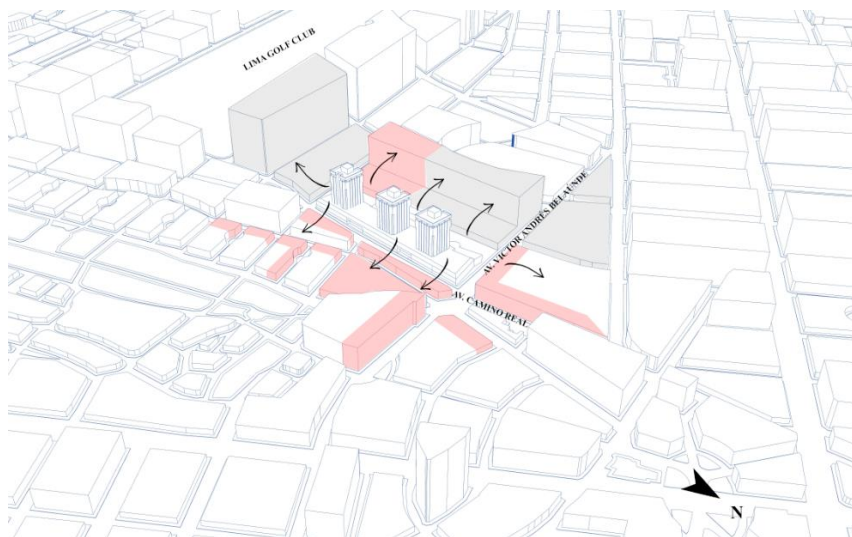 LIMA GOLF CLUB
AV. VICTOR ANDRÉS BELAUNDE
AV. CAMINO REAL
N